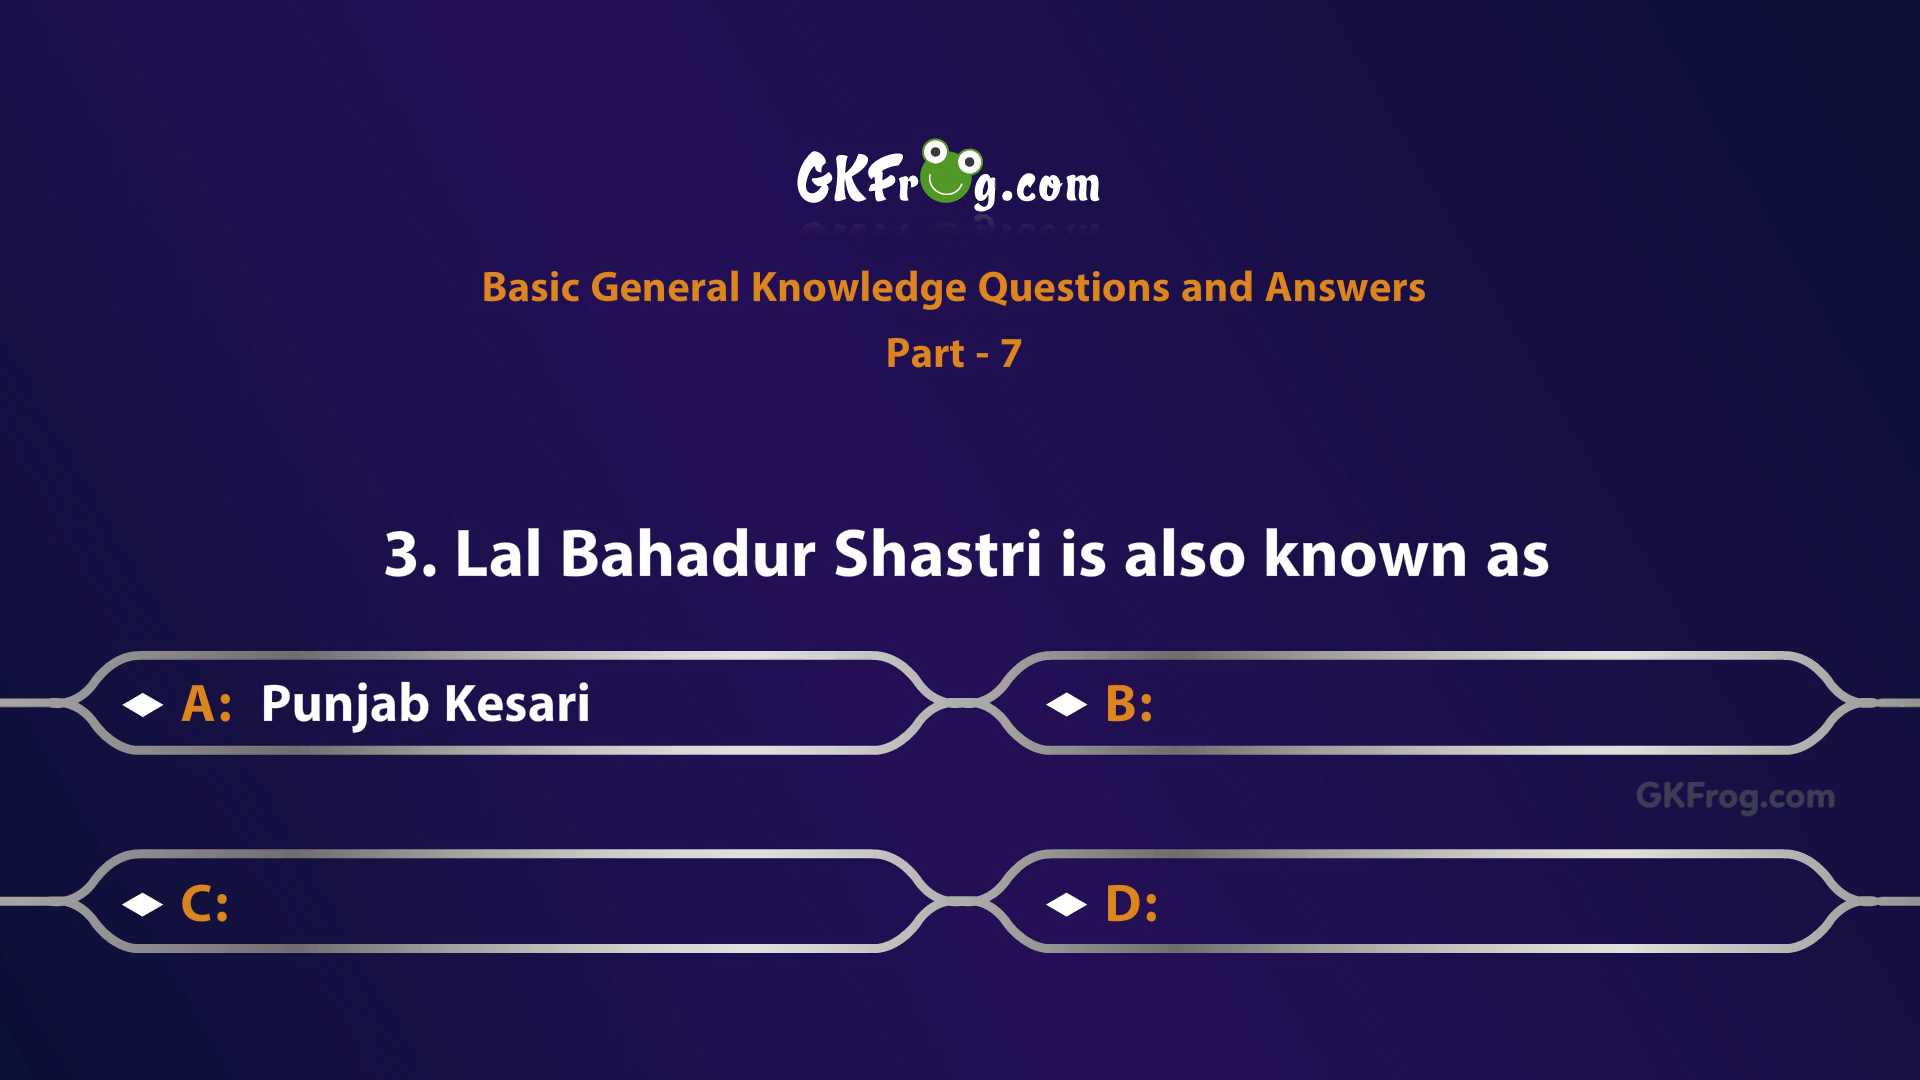 GKFrog.com
Basic General Knowledge Questions and Answers
Part - 7
3. Lal Bahadur Shastri is also known as
A: Punjab Kesari
B:
GKFrog.com
C:
D: